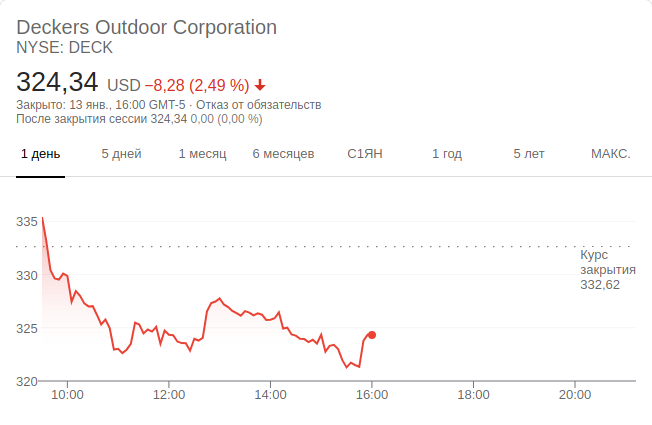 Deckers Outdoor Corporation
NYSE: DECK
324,34 USD −8,28 (2,49 %)
Закрыто: 13 янв., 16:00 GMT-5 · Отказ от обязательств
После закрытия сессии 324,34 0,00 (0,00 %)
1 день 5 дней 1 месяц 6 месяцев С1ЯН 1 год 5 лет МАКС.
335
Курс
закрытия
332,62
330
325
320
10:00 12:00 14:00 16:00 18:00 20:00